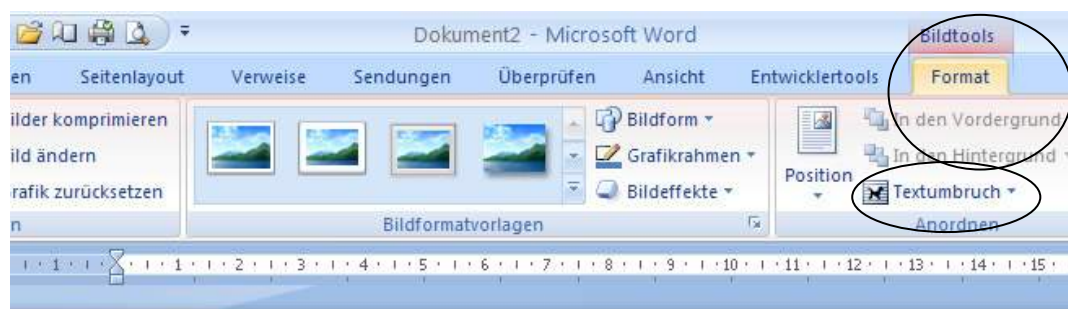 Dokument2 - Microsoft Word Bildtools
en Seitenlayout Verweise Sendungen Überprüfen Ansicht Entwicklertools Format
ilder komprimieren Bildform In den Vordergrund
ild ändern Grafikrahmen In den Hintergrund
rafik zurücksetzen Bildeffekte Position Textumbruch
n Bildformatvorlagen Anordnen
1 1 2 3 4 5 6 7 8 9 10 11 12 13 14 15